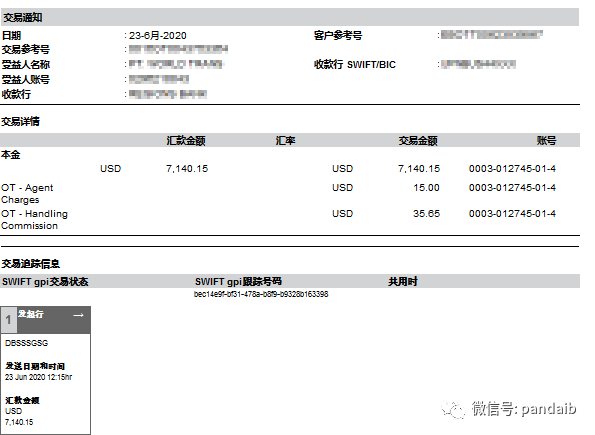 交易通知
日期 : 23-6月-2020 客户参考号 :
交易参考号 :
受益人名称 : 收款行 SWIFT/BIC :
受益人账号 :
收款行 :
交易详情
汇款金额 汇率 交易金额 账号
本金
USD 7,140.15 USD 7,140.15 0003-012745-01-4
OT - Agent Charges USD 15.00 0003-012745-01-4
OT - Handling Commission USD 35.65 0003-012745-01-4
交易追踪信息
SWIFT gpi交易状态 SWIFT gpi跟踪号码 共用时
bec14e9f-bf31-478a-b8f9-b9328b163398
1 发起行 →
DBSSSGSG
发送日期和时间
23 Jun 2020 12:15hr
汇款金额
USD
7,140.15
微信号: pandaib